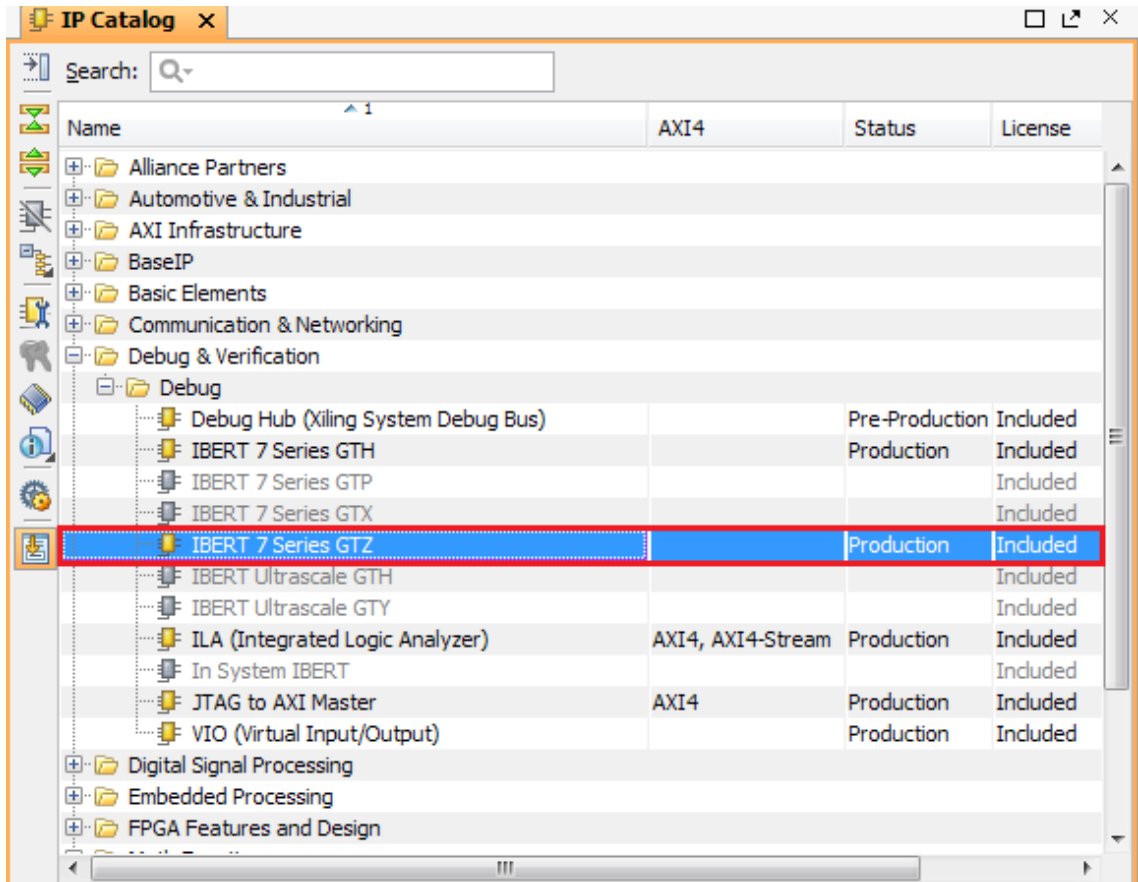 IP Catalog
Search:
1
Name AXI4 Status License
Alliance Partners
Automotive & Industrial
AXI Infrastructure
BaseIP
Basic Elements
Communication & Networking
Debug & Verification
Debug
Debug Hub (Xiling System Debug Bus) Pre-Production Included
IBERT 7 Series GTH Production Included
IBERT 7 Series GTP Included
IBERT 7 Series GTX Included
IBERT 7 Series GTZ Production Included
IBERT Ultrascale GTH Included
IBERT Ultrascale GTY Included
ILA (Integrated Logic Analyzer) AXI4, AXI4-Stream Production Included
In System IBERT Included
JTAG to AXI Master AXI4 Production Included
VIO (Virtual Input/Output) Production Included
Digital Signal Processing
Embedded Processing
FPGA Features and Design